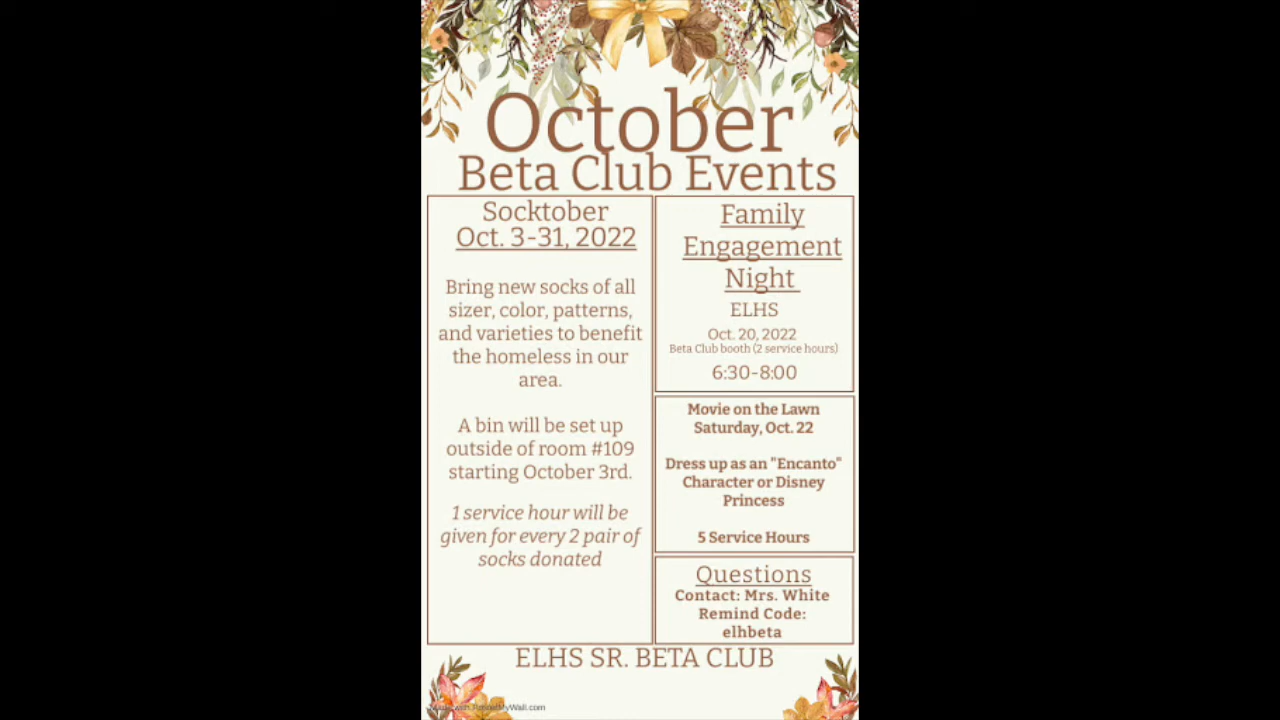 October
Beta Club Events
Socktober
Oct. 3-31, 2022
Bring new socks of all
sizer, color, patterns,
and varieties to benefit
the homeless in our
area.
A bin will be set up
outside of room #109
starting October 3rd.
1 service hour will be
given for every 2 pair of
socks donated
Family
Engagement
Night
ELHS
Oct. 20, 2022
Beta Club booth (2 service hours)
6:30-8:00
Movie on the Lawn
Saturday, Oct. 22
Dress up as an "Encanto"
Character or Disney
Princess
5 Service Hours
Questions
Contact: Mrs. White
Remind Code:
elhbeta
ELHS SR. BETA CLUB
with PosterMyWall.com